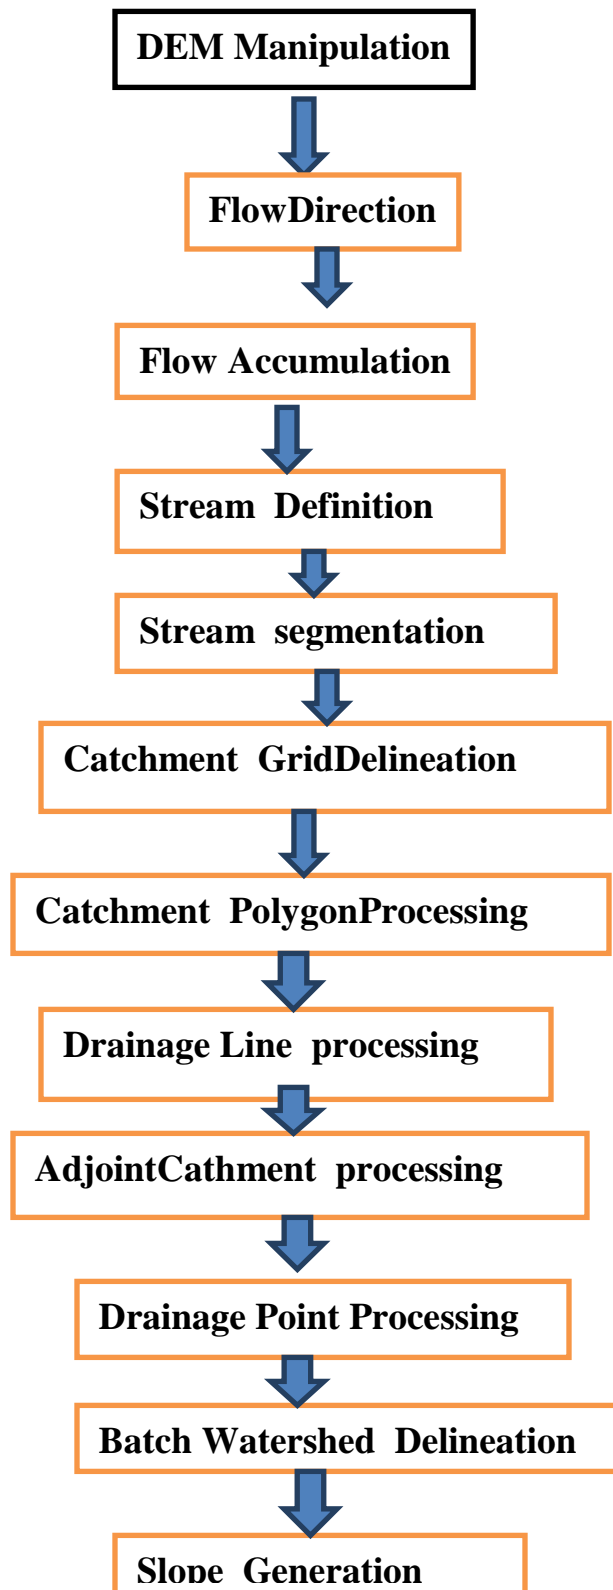 DEM Manipulation
FlowDirection
Flow Accumulation
Stream Definition
Stream segmentation
Catchment GridDelineation
Catchment PolygonProcessing
Drainage Line processing
AdjointCathment processing
Drainage Point Processing
Batch Watershed Delineation
Slope Generation